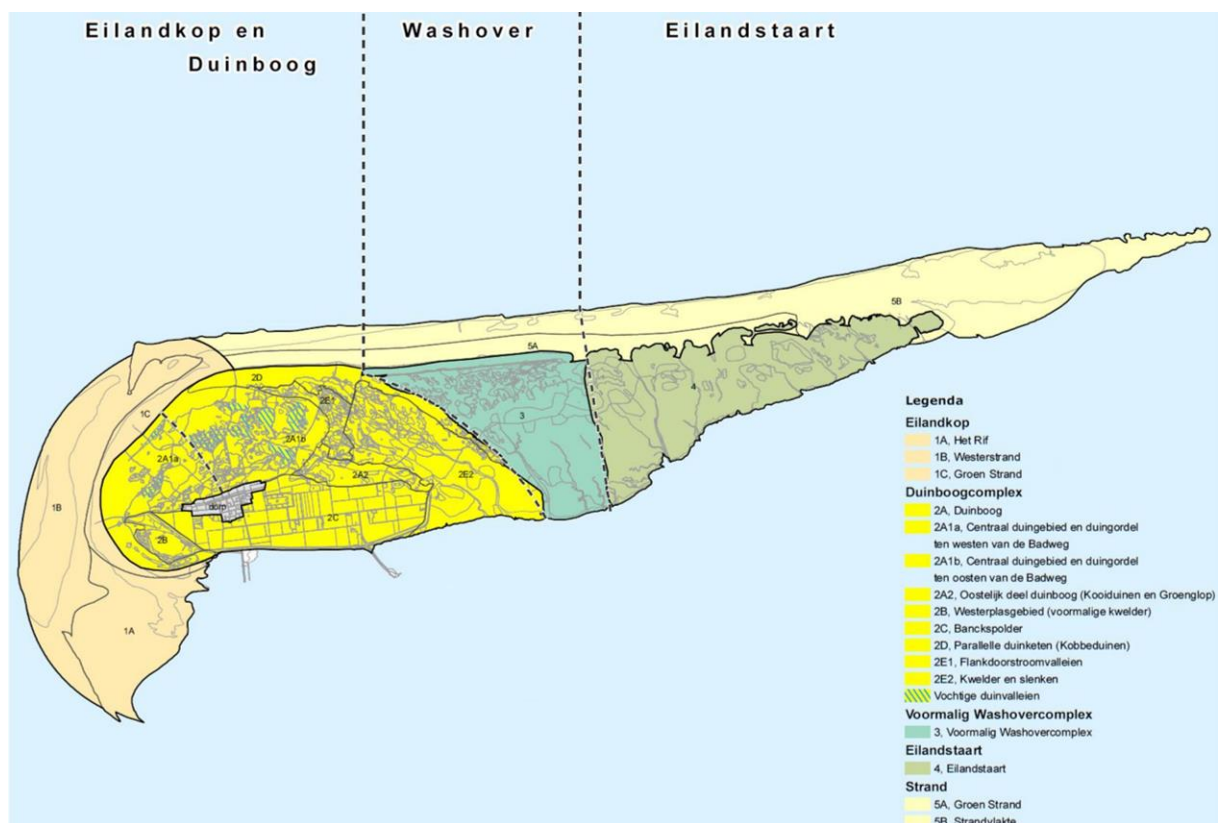 Eilandkop en
Duinboog
Washover
Eilandstaart
5B
5A
2D
2E1
1C
3
4
2A1b
2A1a
2A2
2E2
dorp
1B
2C
2B
1A
Legenda
Eilandkop
1A, Het Rif
1B, Westerstrand
1C, Groen Strand
Duinboogcomplex
2A, Duinboog
2A1a, Centraal duingebied en duingordel
ten westen van de Badweg
2A1b, Centraal duingebied en duingordel
ten oosten van de Badweg
2A2, Oostelijk deel duinboog (Kooiduinen en Groenglop)
2B, Westerplasgebied (voormalige kwelder)
2C, Banckspolder
2D, Parallelle duinketen (Kobbeduinen)
2E1, Flankdoorstroomvalleien
2E2, Kwelder en slenken
Vochtige duinvalleien
Voormalig Washovercomplex
3, Voormalig Washovercomplex
Eilandstaart
4, Eilandstaart
Strand
5A, Groen Strand
5B, Strandvlakte